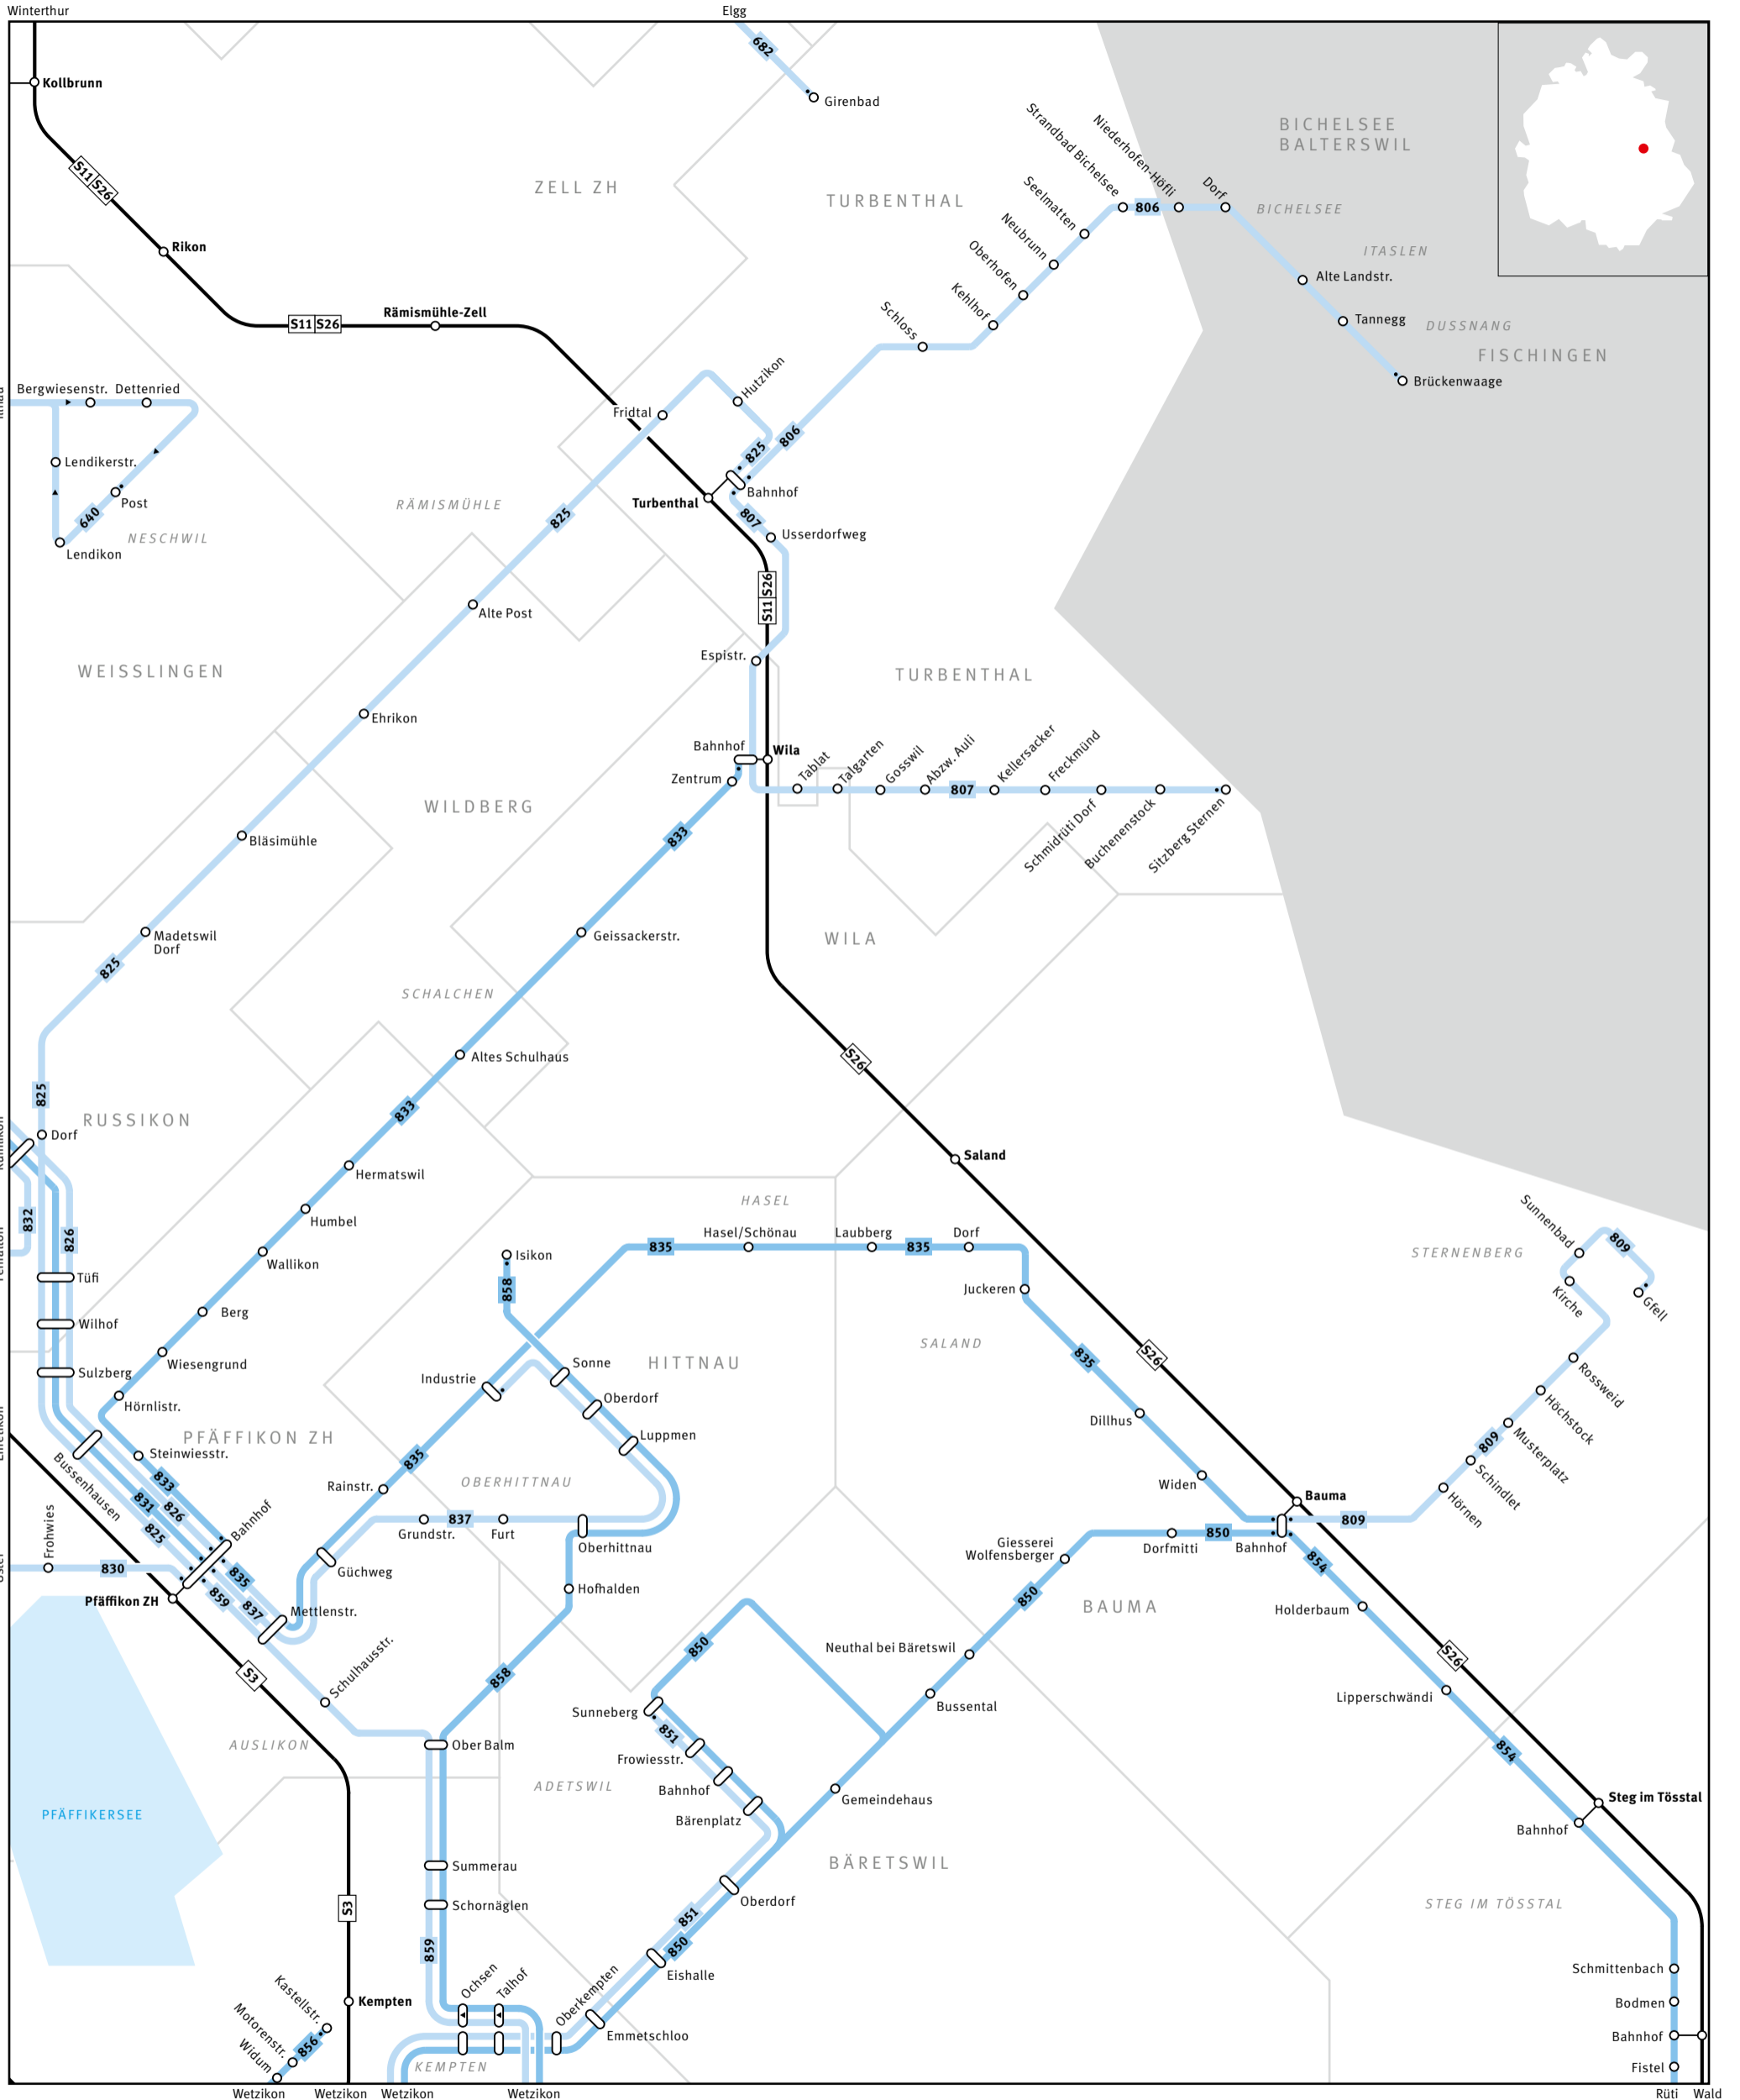 Winterthur
Elgg
682
Girenbad
Kollbrunn
S11 S26
BICHELSEE
BALTERSWIL
ZELL ZH
TURBENTHAL
Strandbad Bichelsee
Niederhofen-Höfli
Dorf
806
BICHELSEE
Seelmatten
Neubrunn
Oberhofen
Kehlhof
Schloss
Rikon
ITASLEN
Alte Landstr.
Tannegg
DUSSNANG
FISCHINGEN
Brückenwaage
S11 S26
Rämismühle-Zell
Bergwiesenstr.
Dettenried
Lendikerstr.
Post
640
NESCHWIL
Lendikon
Fridtal
Hutzikon
825
806
Bahnhof
Turbenthal
RÄMISMÜHLE
825
807
Usserdorfweg
S11 S26
Alte Post
WEISSLINGEN
Espistr.
TURBENTHAL
Ehrikon
Bahnhof
Wila
Zentrum
Tablat
Talgarten
Gosswil
Abzw. Auli
807
Kellersacker
Freckmünd
Schmidrüti Dorf
Buchenenstock
Sitzberg Sternen
WILDBERG
833
Bläsimühle
Madetswil
Dorf
825
Geissackerstr.
WILA
SCHALCHEN
Altes Schulhaus
S26
825
RUSSIKON
833
Dorf
Hermatswil
Saland
832
826
Humbel
HASEL
Hasel/Schönau
Laubberg
Dorf
835
835
Wallikon
Isikon
858
Juckeren
STERNENBERG
Sunnenbad
809
Kirche
Gfell
Tüfi
Berg
Wilhof
Wiesengrund
Sulzberg
SALAND
835
S26
HITTNAU
Industrie
Sonne
Oberdorf
Luppmen
Rossweid
Höchstock
Musterplatz
809
Schindlet
Hörnen
Hörnlistr.
PFÄFFIKON ZH
Steinwiesstr.
Bussenhausen
833
826
831
825
835
OBERHITTNAU
Rainstr.
Dillhus
Widen
Bauma
809
Frohwies
Bahnhof
837
Grundstr.
Furt
Oberhittnau
Giesserei
Wolfensberger
Dorfmitti
850
Bahnhof
854
830
Pfäffikon ZH
835
837
859
Güchweg
Mettlenstr.
Hofhalden
850
BAUMA
Holderbaum
S3
Schulhausstr.
858
850
Neuthal bei Bäretswil
Bussental
S26
Lipperschwändi
Sunneberg
851
854
AUSLIKON
Ober Balm
Frowiesstr.
ADETSWIL
Bahnhof
Gemeindehaus
Steg im Tösstal
PFÄFFIKERSEE
Bärenplatz
Bahnhof
BÄRETSWIL
Summerau
Schornäglen
Oberdorf
STEG IM TÖSSTAL
S3
859
851
850
Eishalle
Schmittenbach
Kastellstr.
Motorenstr.
Widum
856
Kempten
Ochsen
Talhof
Oberkempten
Emmetschloo
Bodmen
Bahnhof
KEMPTEN
Fistel
Wetzikon
Wetzikon
Wetzikon
Wetzikon
Rüti
Wald